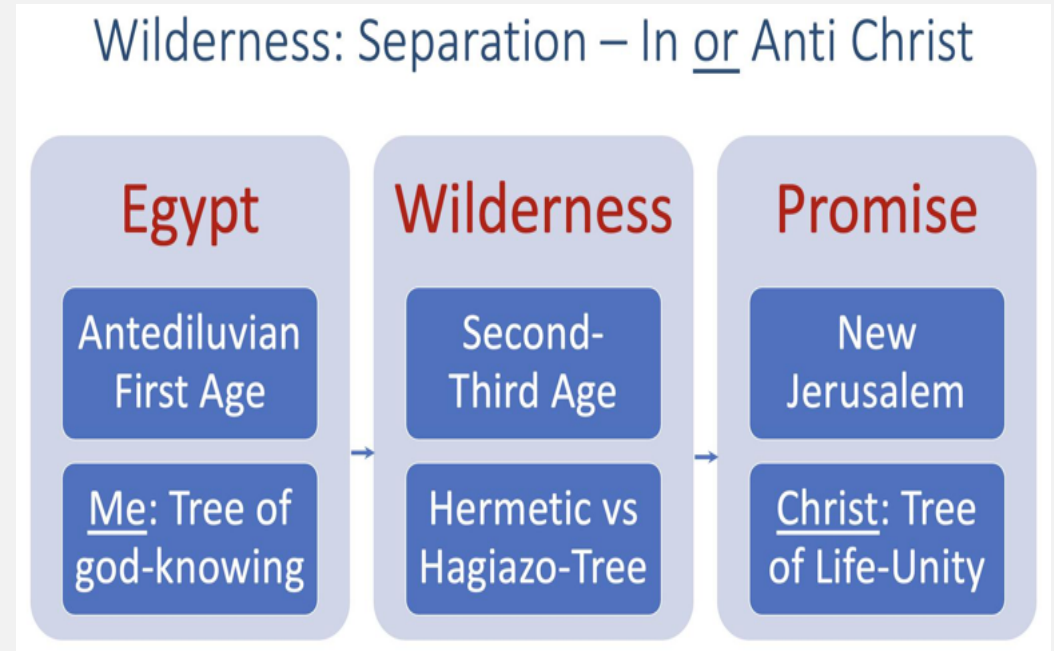 Wilderness: Separation – In or Anti Christ
Egypt
Antediluvian
First Age
Me: Tree of
god-knowing
Wilderness
Second-
Third Age
Hermetic vs
Hagiazo-Tree
Promise
New
Jerusalem
Christ: Tree
of Life-Unity